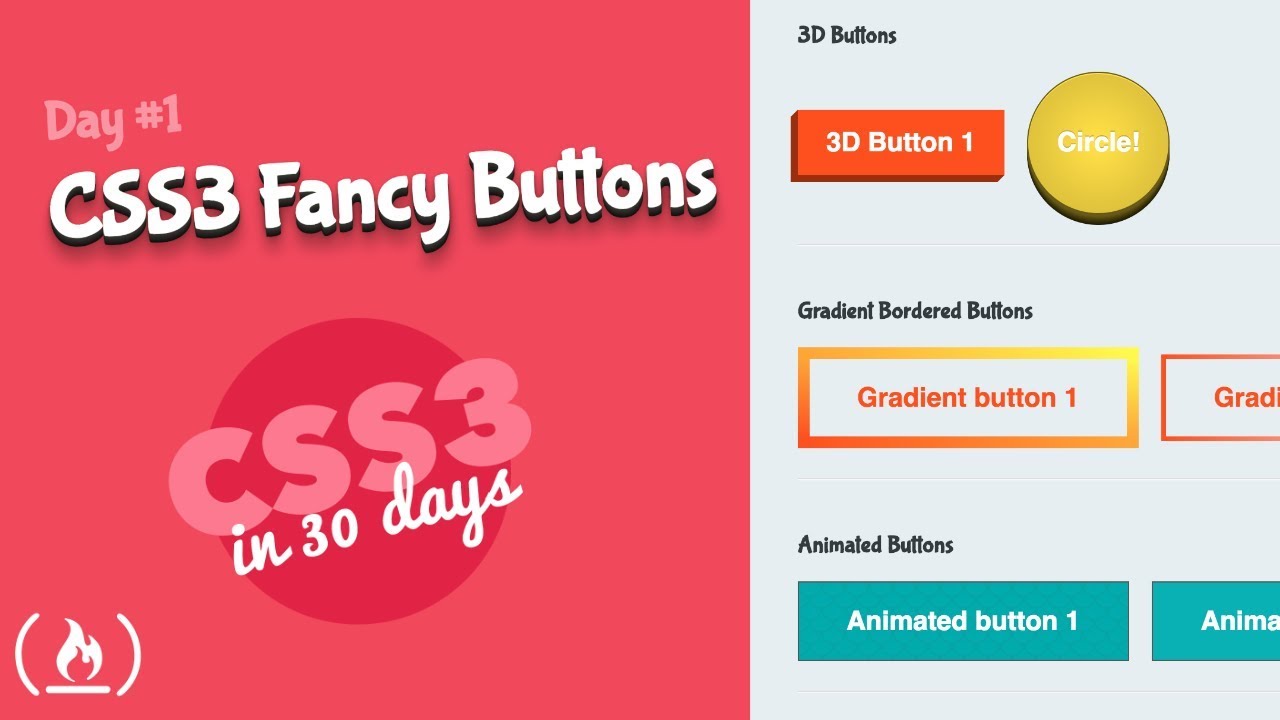 Day #1
CSS3 Fancy Buttons
CSS3
in 30 days
3D Buttons
3D Button 1
Circle!
Gradient Bordered Buttons
Gradient button 1
Gradi
Animated Buttons
Animated button 1
Anima